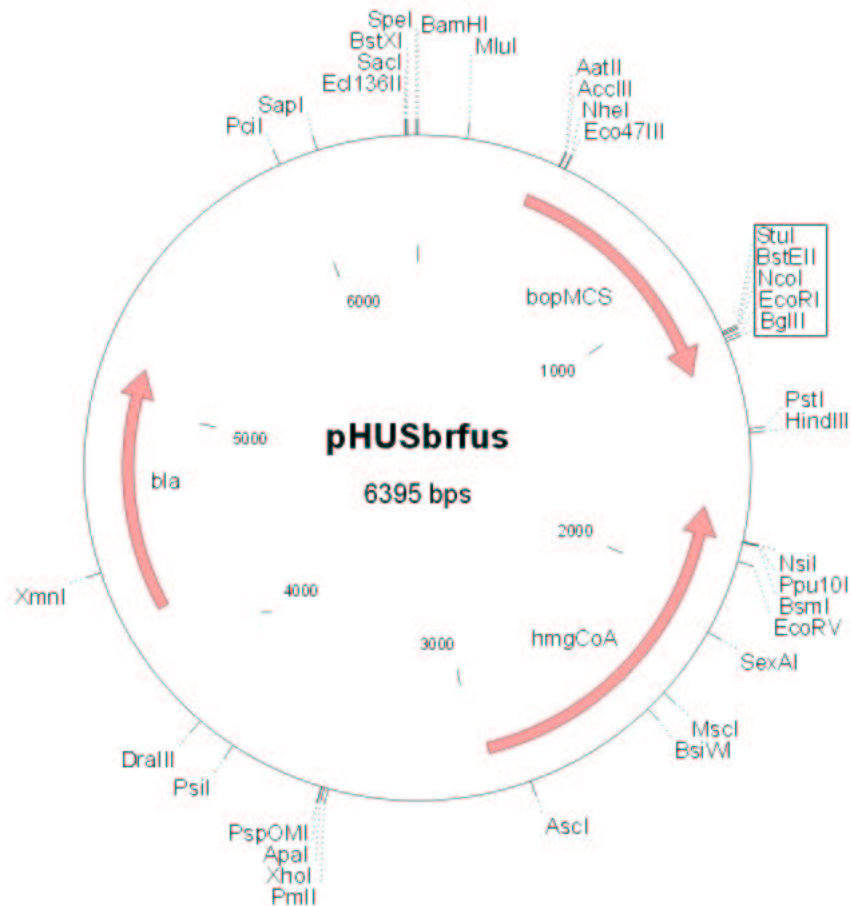 SpeI
BamHI
BstXI
MluI
SacI
Ecl136II
SapI
PciI
AatII
AccIII
NheI
Eco47III
StuI
BstEII
NcoI
EcoRI
BglII
bopMCS
6000
1000
PstI
HindIII
pHUSbrfus
5000
6395 bps
bla
2000
NsiI
Ppu10I
BsmI
EcoRV
XmnI
4000
hmgCoA
3000
SexAI
MscI
BsiWI
DraIII
PsiI
AscI
PspOMI
ApaI
XhoI
PmlI